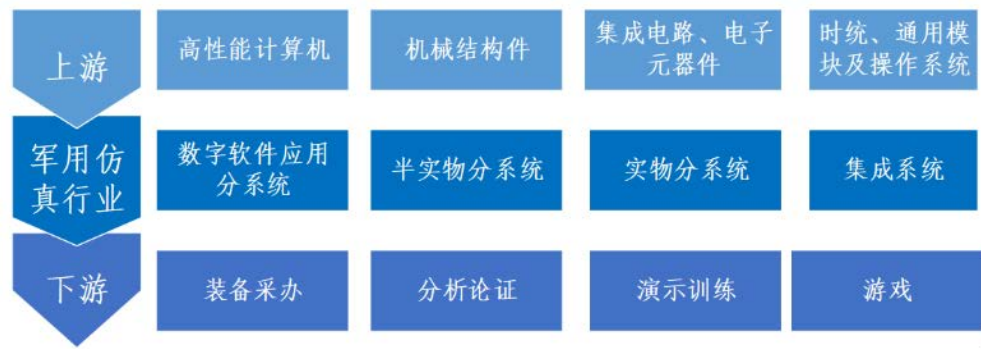 上游
高性能计算机
机械结构件
集成电路、电子
元器件
时统、通用模
块及操作系统
军用仿
真行业
数字软件应用
分系统
半实物分系统
实物分系统
集成系统
下游
装备采办
分析论证
演示训练
游戏